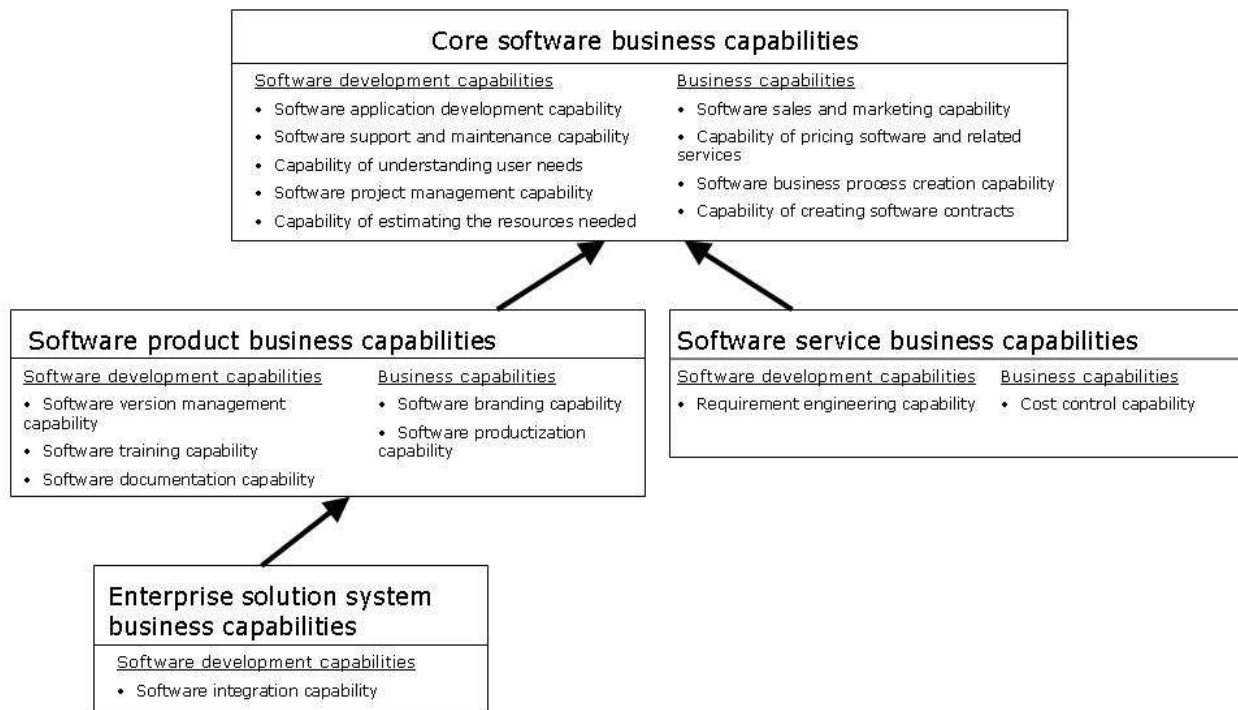 Core software business capabilities
Software development capabilities
• Software application development capability
• Software support and maintenance capability
• Capability of understanding user needs
• Software project management capability
• Capability of estimating the resources needed
Business capabilities
• Software sales and marketing capability
• Capability of pricing software and related
services
• Software business process creation capability
• Capability of creating software contracts
Software product business capabilities
Software development capabilities
• Software version management
capability
• Software training capability
• Software documentation capability
Business capabilities
• Software branding capability
• Software productization
capability
Software service business capabilities
Software development capabilities
• Requirement engineering capability
Business capabilities
• Cost control capability
Enterprise solution system
business capabilities
Software development capabilities
• Software integration capability